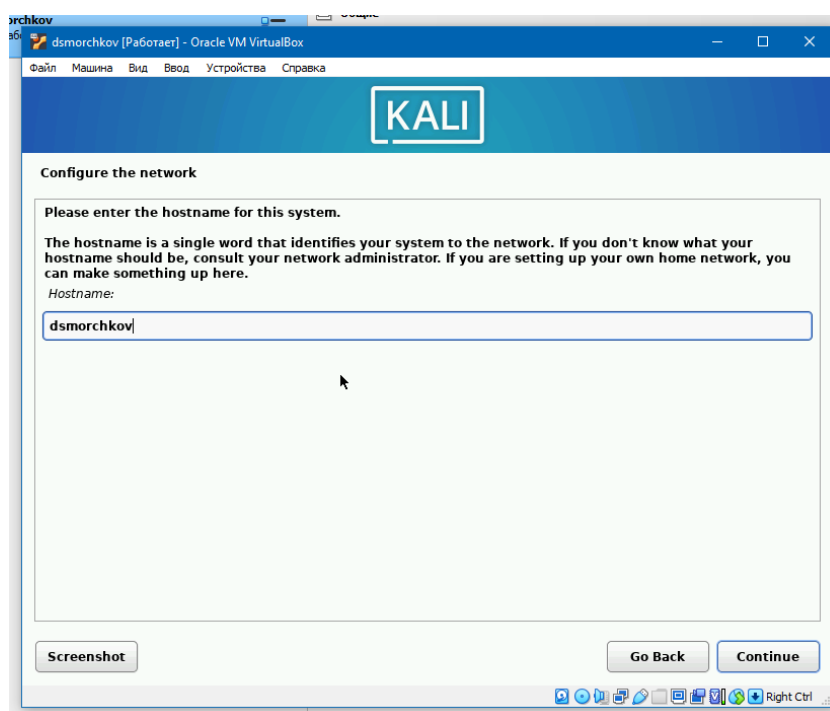 orchkov
dsmorchkov [Работает] - Oracle VM VirtualBox
Файл Машина Вид Ввод Устройства Справка
KALI
Configure the network
Please enter the hostname for this system.
The hostname is a single word that identifies your system to the network. If you don't know what your
hostname should be, consult your network administrator. If you are setting up your own home network, you
can make something up here.
Hostname:
dsmorchkov
Screenshot Go Back Continue
Right Ctrl